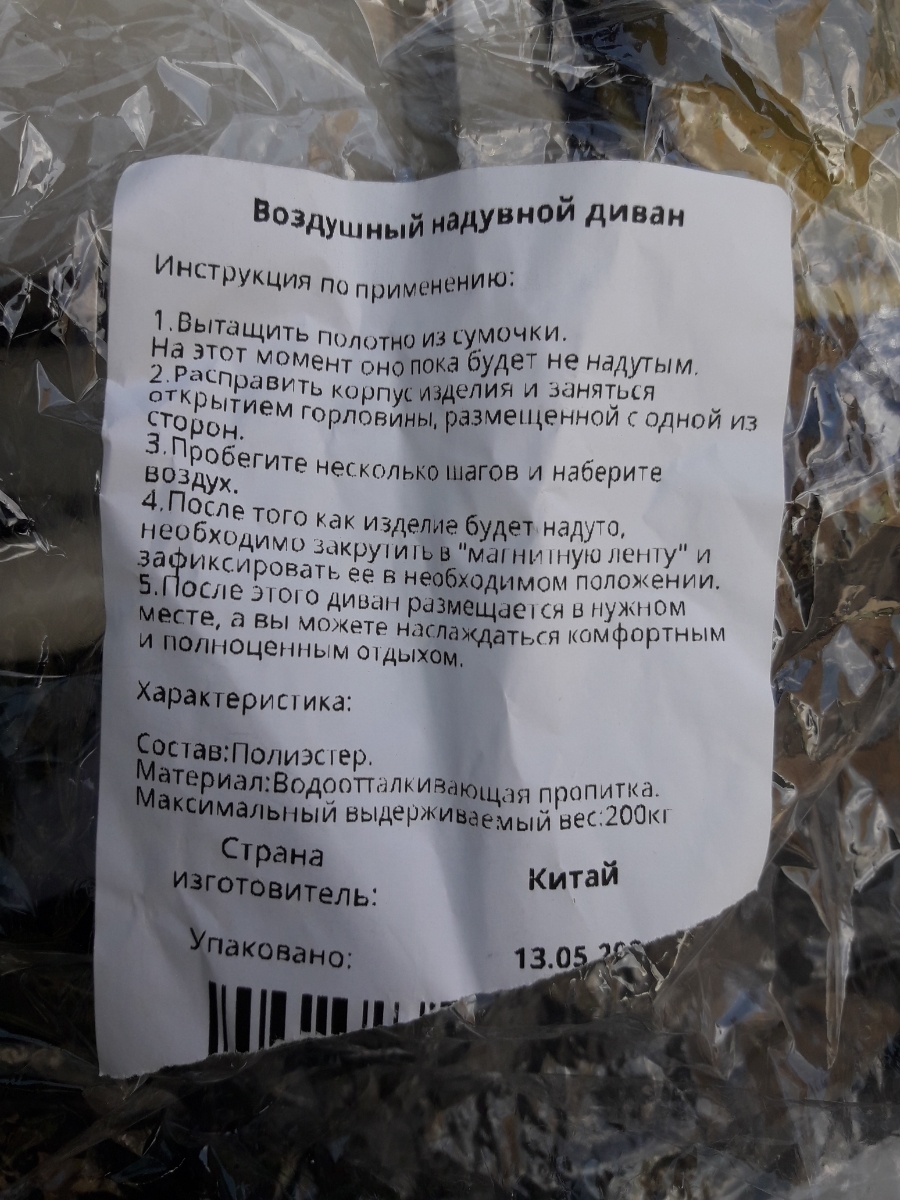 Воздушный надувной диван
Инструкция по применению:
1.Вытащить полотно из сумочки.
На этот момент оно пока будет не надутым.
2.Расправить корпус изделия и заняться
открытием горловины, размещенной с одной из
сторон.
3.Пробегите несколько шагов и наберите
воздух.
4.После того как изделие будет надуто,
необходимо закрутить в "магнитную ленту" и
зафиксировать ее в необходимом положении.
5.После этого диван размещается в нужном
месте, а вы можете наслаждаться комфортным
и полноценным отдыхом.
Характеристика:
Состав:Полиэстер.
Материал:Водоотталкивающая пропитка.
Максимальный выдерживаемый вес:200кг
Страна
изготовитель: Китай
Упаковано: 13.05